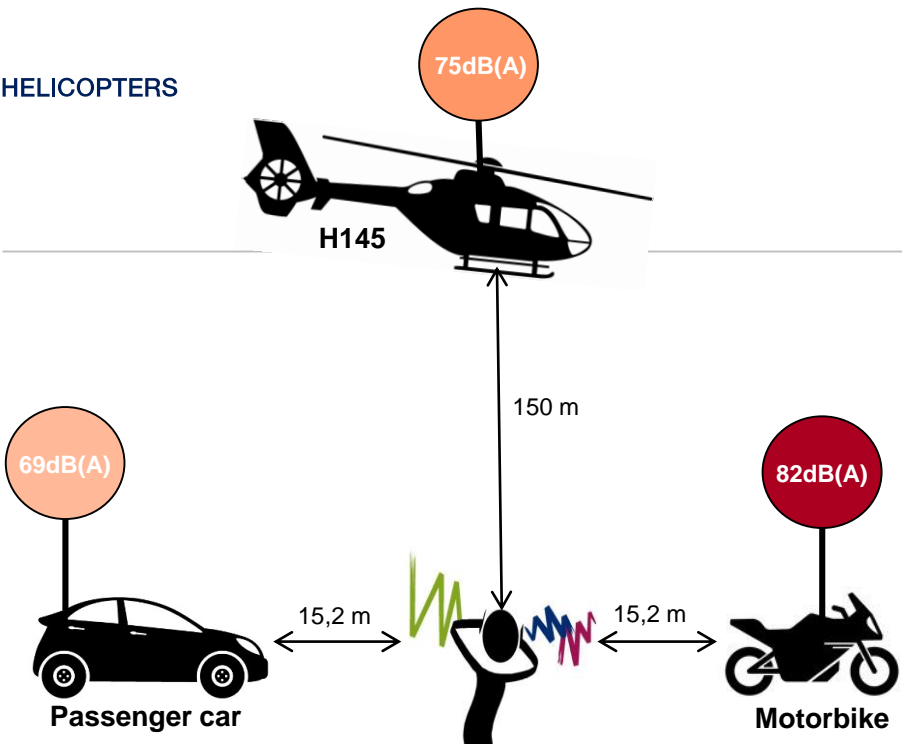 75dB(A)
HELICOPTERS
H145
150 m
69dB(A)
82dB(A)
15,2 m
15,2 m
Passenger car
Motorbike